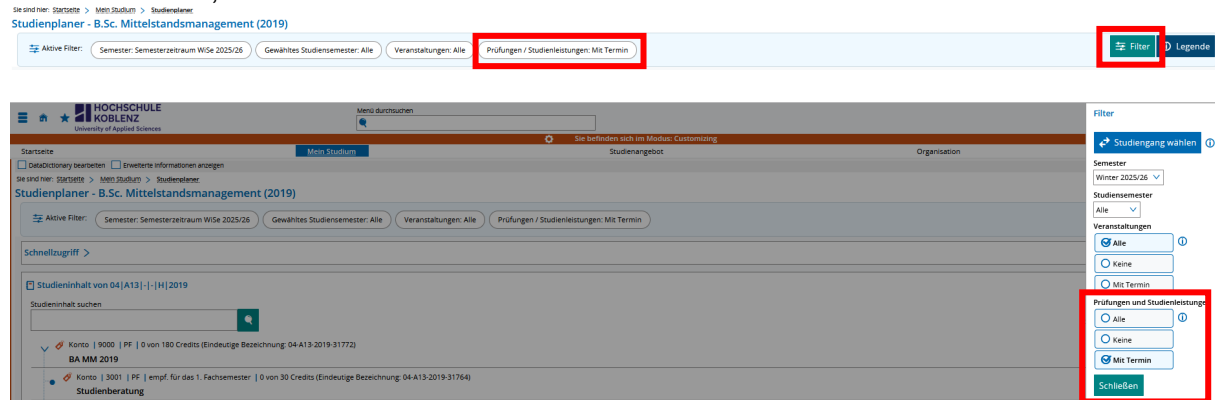 Sie sind hier: Startseite > Mein Studium > Studienplaner
Studienplaner - B.Sc. Mittelstandsmanagement (2019)
Aktive Filter: Semester: Semesterzeitraum WiSe 2025/26 Gewähltes Studiensemester: Alle Veranstaltungen: Alle Prüfungen / Studienleistungen: Mit Termin Filter Legende
HOCHSCHULE
KOBLENZ
University of Applied Sciences
Menü durchsuchen
Sie befinden sich im Modus: Customizing
Startseite Mein Studium Studienangebot Organisation
DataDictionary bearbeiten Erweiterte Informationen anzeigen
Sie sind hier: Startseite > Mein Studium > Studienplaner
Studienplaner - B.Sc. Mittelstandsmanagement (2019)
Aktive Filter: Semester: Semesterzeitraum WiSe 2025/26 Gewähltes Studiensemester: Alle Veranstaltungen: Alle Prüfungen / Studienleistungen: Mit Termin
Schnellzugriff >
Studieninhalt von 04|A13|-|-|H|2019
Studieninhalt suchen
Konto | 9000 | PF | 0 von 180 Credits (Eindeutige Bezeichnung: 04-A13-2019-31772)
BA MM 2019
Konto | 3001 | PF | empf. für das 1. Fachsemester | 0 von 30 Credits (Eindeutige Bezeichnung: 04-A13-2019-31764)
Studienberatung
Filter
Studiengang wählen
Semester
Winter 2025/26
Studiensemester
Alle
Veranstaltungen
Alle
Keine
Mit Termin
Prüfungen und Studienleistunge
Alle
Keine
Mit Termin
Schließen